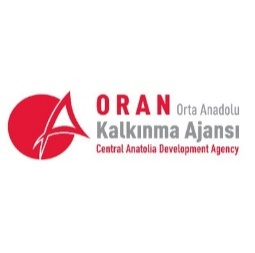 ORAN Orta Anadolu
Kalkınma Ajansı
Central Anatolia Development Agency